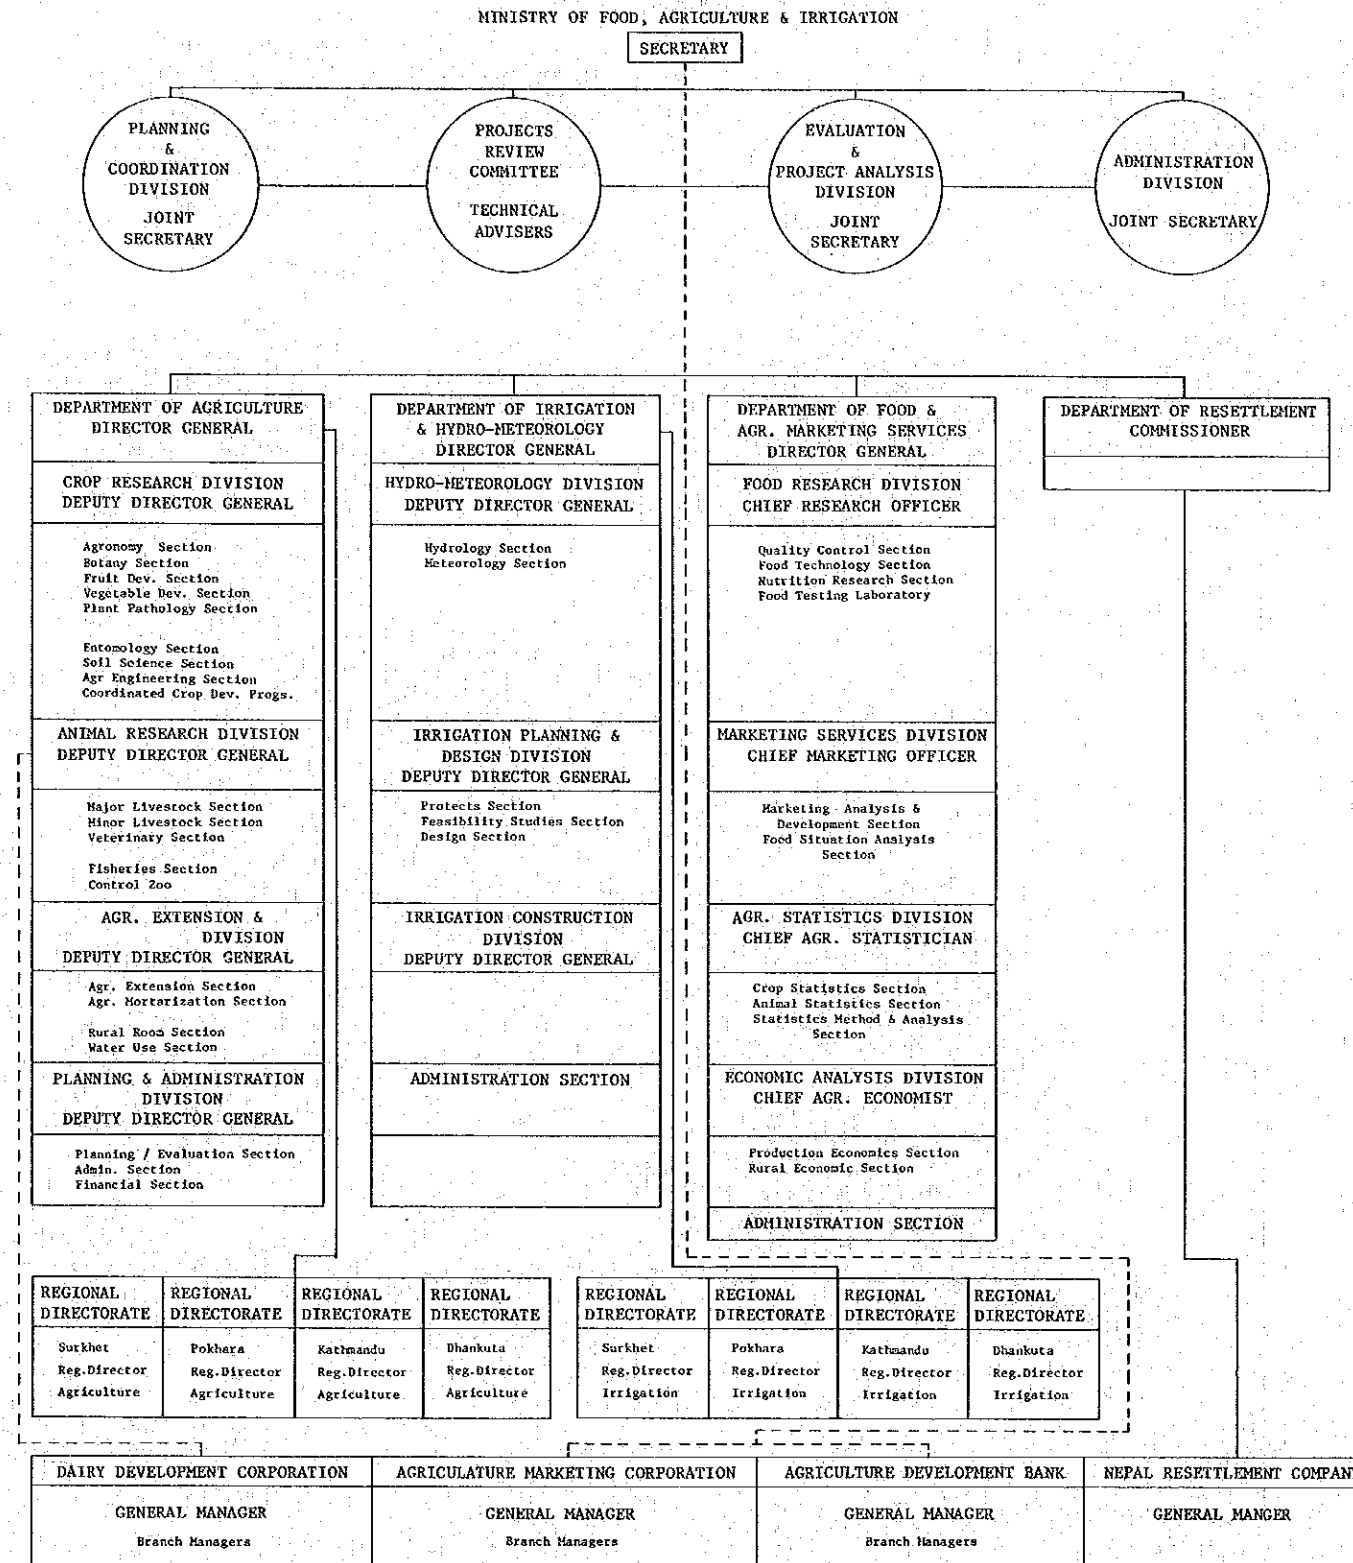 MINISTRY OF FOOD, AGRICULTURE & IRRIGATION
SECRETARY
PLANNING
&
COORDINATION
DIVISION
JOINT
SECRETARY
PROJECTS
REVIEW
COMMITTEE
TECHNICAL
ADVISERS
EVALUATION
&
PROJECT ANALYSIS
DIVISION
JOINT
SECRETARY
ADMINISTRATION
DIVISION
JOINT SECRETARY
DEPARTMENT OF AGRICULTURE
DIRECTOR GENERAL
CROP RESEARCH DIVISION
DEPUTY DIRECTOR GENERAL
Agronomy Section
Botany Section
Fruit Dev. Section
Vegetable Dev. Section
Plant Pathology Section
Entomology Section
Soil Science Section
Agr Engineering Section
Coordinated Crop Dev. Progs.
ANIMAL RESEARCH DIVISION
DEPUTY DIRECTOR GENERAL
Major Livestock Section
Minor Livestock Section
Veterinary Section
Fisheries Section
Control Zoo
AGR. EXTENSION &
DIVISION
DEPUTY DIRECTOR GENERAL
Agr. Extension Section
Agr. Mortarization Section
Rural Room Section
Water Use Section
PLANNING & ADMINISTRATION
DIVISION
DEPUTY DIRECTOR GENERAL
Planning / Evaluation Section
Admin. Section
Financial Section
DEPARTMENT OF IRRIGATION
& HYDRO-METEOROLOGY
DIRECTOR GENERAL
HYDRO-METEOROLOGY DIVISION
DEPUTY DIRECTOR GENERAL
Hydrology Section
Meteorology Section
IRRIGATION PLANNING &
DESIGN DIVISION
DEPUTY DIRECTOR GENERAL
Protects Section
Feasibility Studies Section
Design Section
IRRIGATION CONSTRUCTION
DIVISION
DEPUTY DIRECTOR GENERAL
ADMINISTRATION SECTION
DEPARTMENT OF FOOD &
AGR. MARKETING SERVICES
DIRECTOR GENERAL
FOOD RESEARCH DIVISION
CHIEF RESEARCH OFFICER
Quality Control Section
Food Technology Section
Nutrition Research Section
Food Testing Laboratory
MARKETING SERVICES DIVISION
CHIEF MARKETING OFFICER
Marketing Analysis &
Development Section
Food Situation Analysis
Section
AGR. STATISTICS DIVISION
CHIEF AGR. STATISTICIAN
Crop Statistics Section
Animal Statistics Section
Statistics Method & Analysis
Section
ECONOMIC ANALYSIS DIVISION
CHIEF AGR. ECONOMIST
Production Economics Section
Rural Economic Section
ADMINISTRATION SECTION
DEPARTMENT OF RESETTLEMENT
COMMISSIONER
REGIONAL
DIRECTORATE
Surkhet
Reg.Director
Agriculture
REGIONAL
DIRECTORATE
Pokhara
Reg.Director
Agriculture
REGIONAL
DIRECTORATE
Kathmandu
Reg.Director
Agriculture
REGIONAL
DIRECTORATE
Dhankuta
Reg.Director
Agriculture
REGIONAL
DIRECTORATE
Surkhet
Reg.Director
Irrigation
REGIONAL
DIRECTORATE
Pokhara
Reg.Director
Irrigation
REGIONAL
DIRECTORATE
Kathmandu
Reg.Director
Irrigation
REGIONAL
DIRECTORATE
Dhankuta
Reg.Director
Irrigation
DAIRY DEVELOPMENT CORPORATION
GENERAL MANAGER
Branch Managers
AGRICULATURE MARKETING CORPORATION
GENERAL MANAGER
Branch Managers
AGRICULTURE DEVELOPMENT BANK
GENERAL MANAGER
Branch Managers
NEPAL RESETTLEMENT COMPAN
GENERAL MANGER